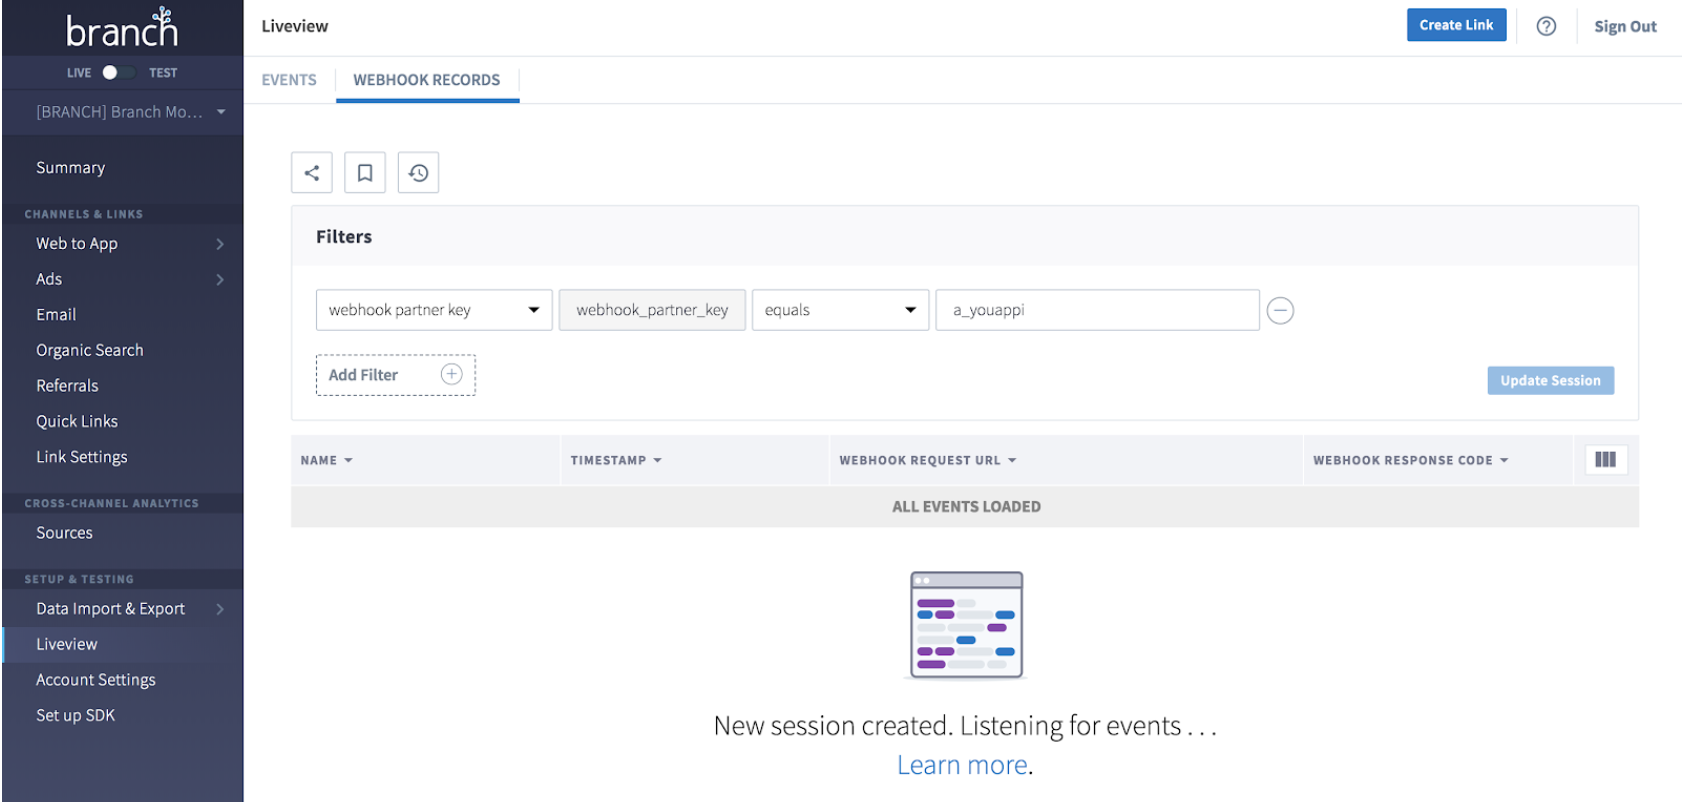 branch
LIVE TEST
[BRANCH] Branch Mo...
Summary
CHANNELS & LINKS
Web to App
Ads
Email
Organic Search
Referrals
Quick Links
Link Settings
CROSS-CHANNEL ANALYTICS
Sources
SETUP & TESTING
Data Import & Export
Liveview
Account Settings
Set up SDK
Liveview
Create Link
?
Sign Out
EVENTS
WEBHOOK RECORDS
Filters
webhook partner key
webhook_partner_key
equals
a_youappi
Add Filter
Update Session
NAME
TIMESTAMP
WEBHOOK REQUEST URL
WEBHOOK RESPONSE CODE
ALL EVENTS LOADED
New session created. Listening for events . . .
Learn more.